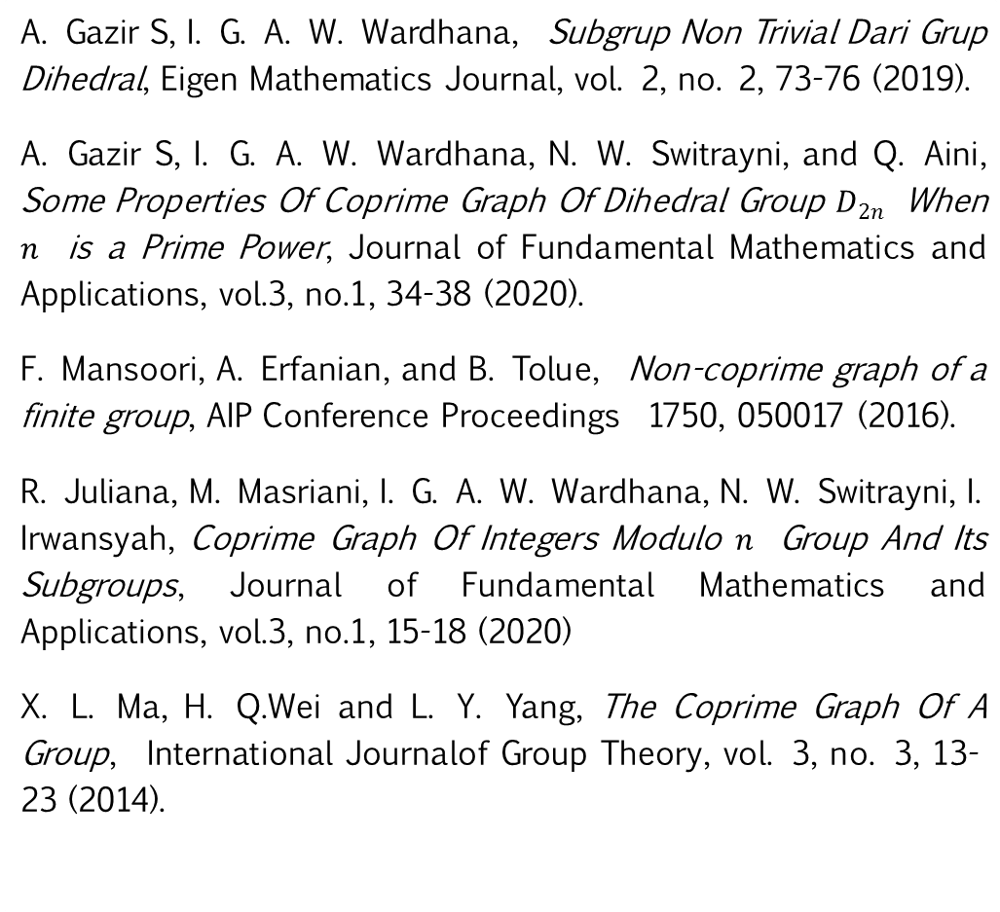 A. Gazir S, I. G. A. W. Wardhana, Subgrup Non Trivial Dari Grup
Dihedral, Eigen Mathematics Journal, vol. 2, no. 2, 73-76 (2019).
A. Gazir S, I. G. A. W. Wardhana, N. W. Switrayni, and Q. Aini,
Some Properties Of Coprime Graph Of Dihedral Group D₂ₙ When
n is a Prime Power, Journal of Fundamental Mathematics and
Applications, vol.3, no.1, 34-38 (2020).
F. Mansoori, A. Erfanian, and B. Tolue, Non-coprime graph of a
finite group, AIP Conference Proceedings 1750, 050017 (2016).
R. Juliana, M. Masriani, I. G. A. W. Wardhana, N. W. Switrayni, I.
Irwansyah, Coprime Graph Of Integers Modulo n Group And Its
Subgroups, Journal of Fundamental Mathematics and
Applications, vol.3, no.1, 15-18 (2020)
X. L. Ma, H. Q.Wei and L. Y. Yang, The Coprime Graph Of A
Group, International Journalof Group Theory, vol. 3, no. 3, 13-
23 (2014).